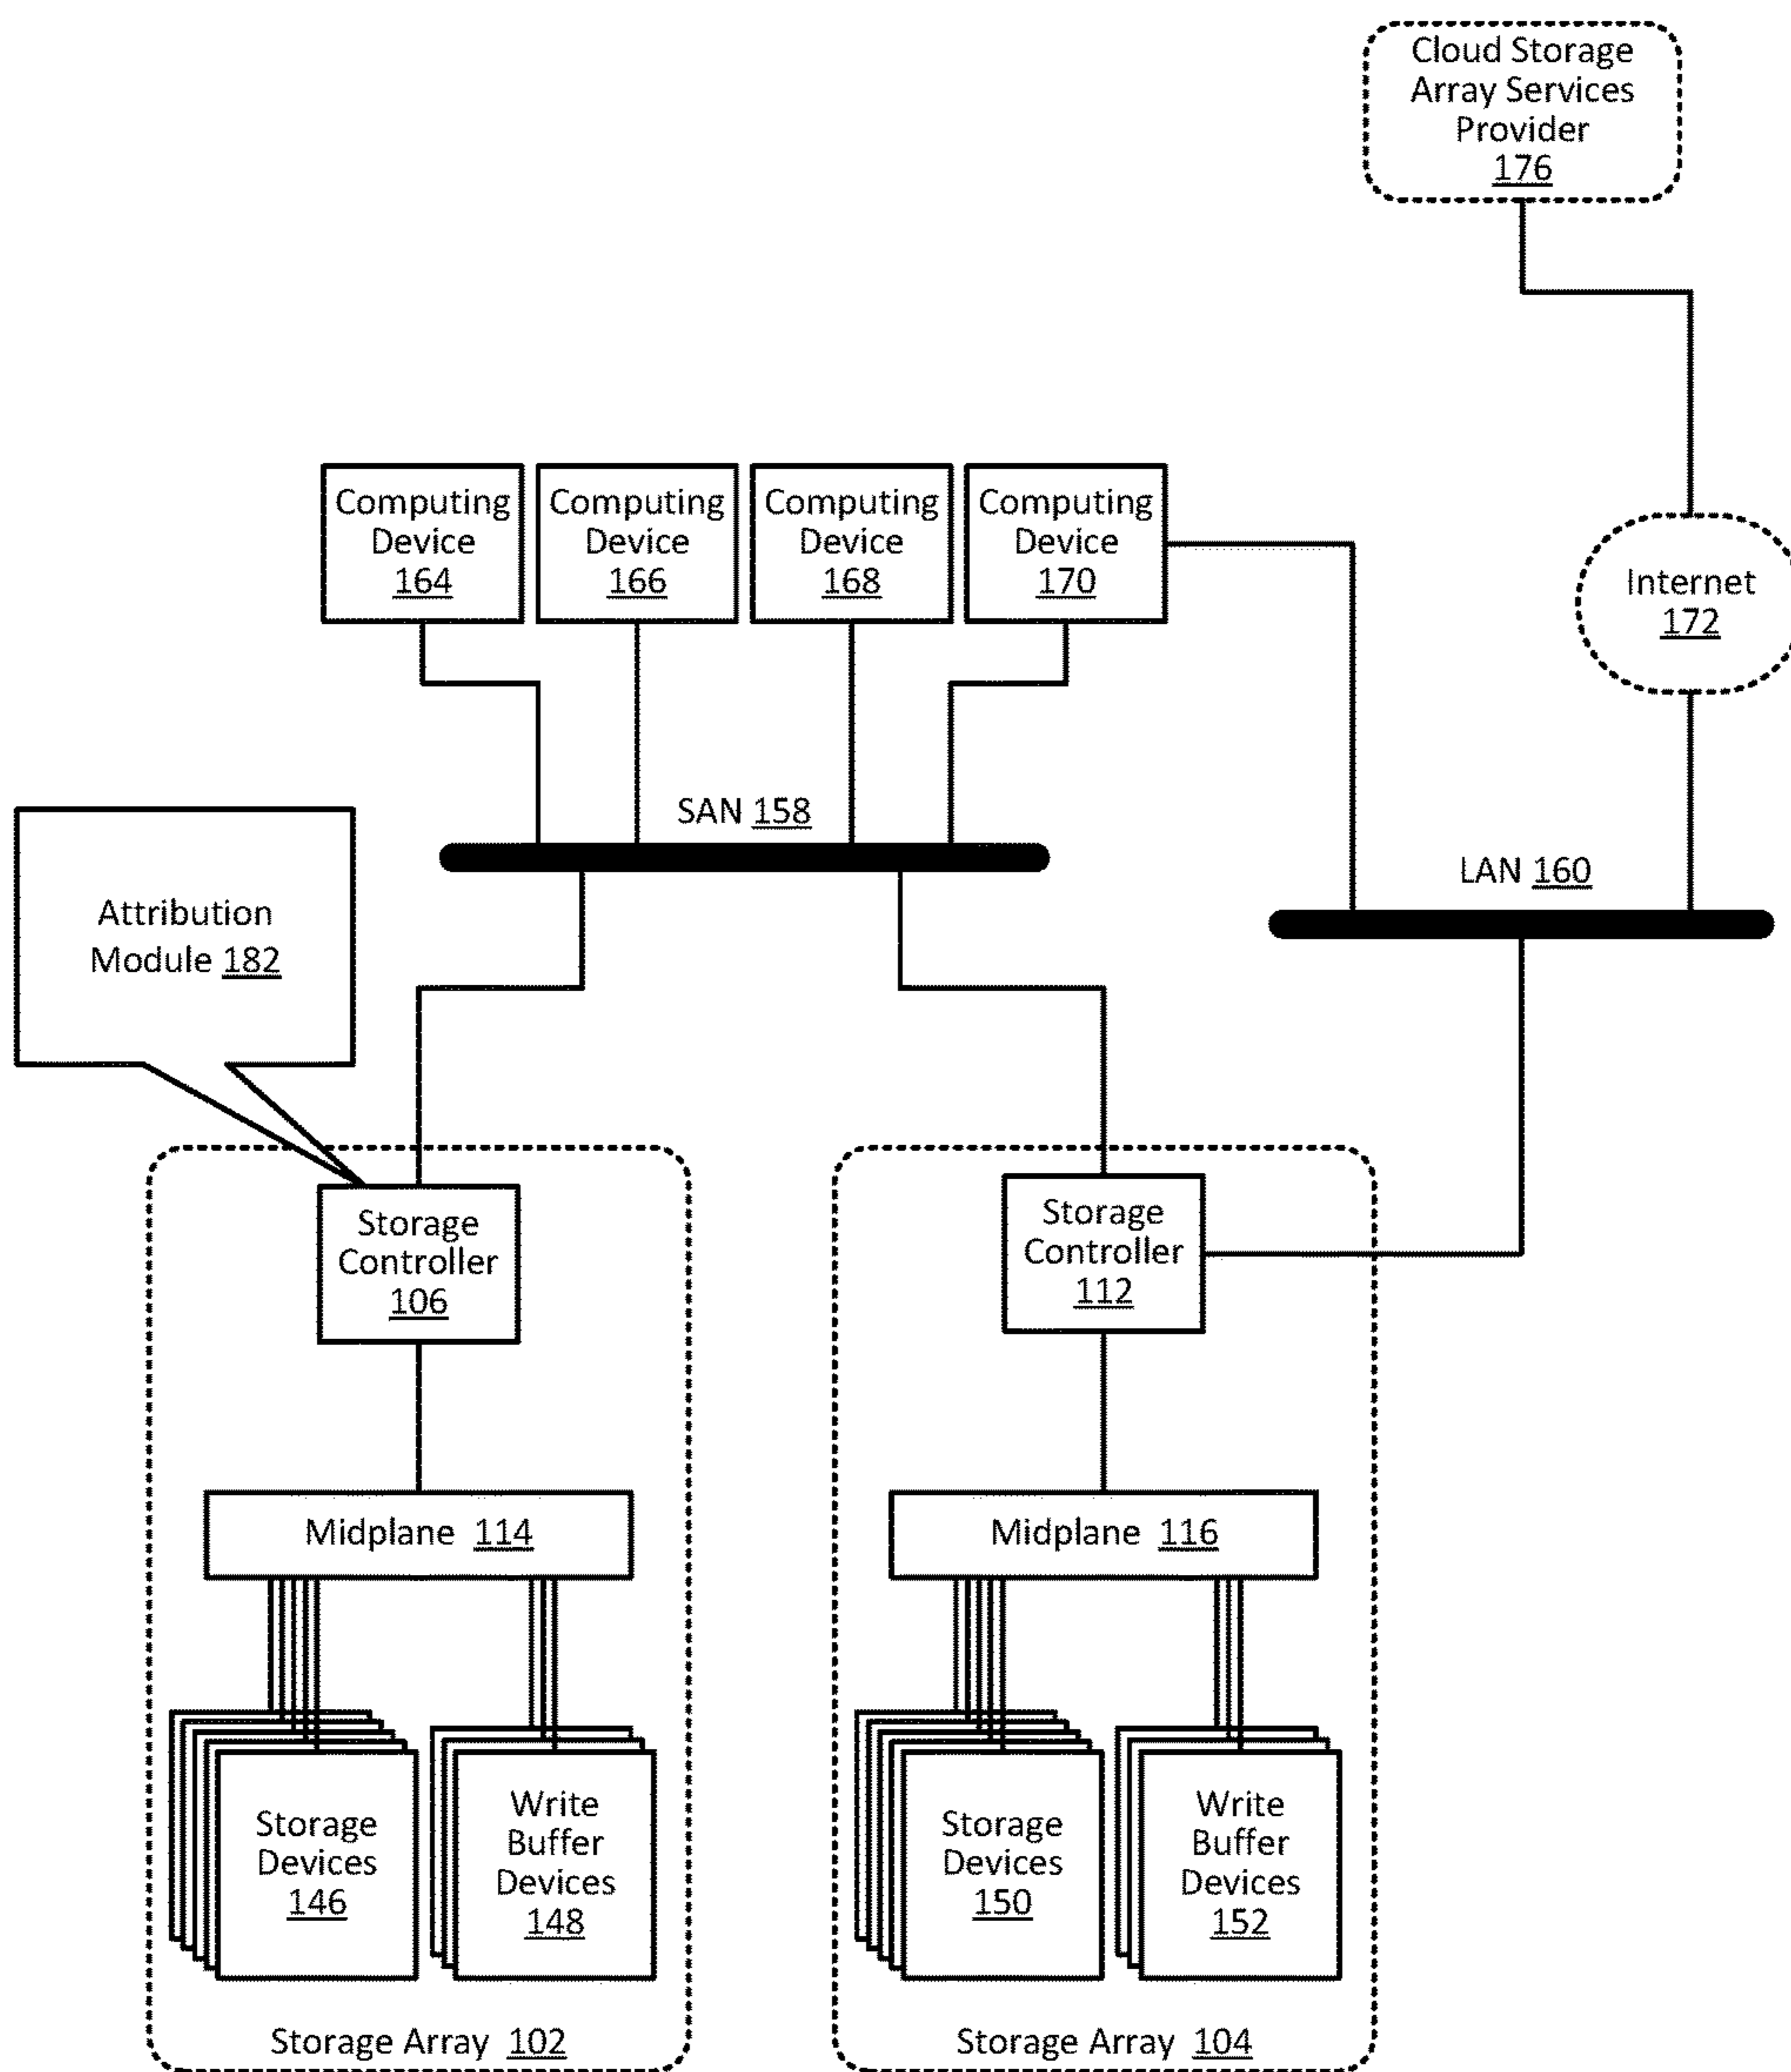 Cloud Storage
Array Services
Provider
176
Computing
Device
164
Computing
Device
166
Computing
Device
168
Computing
Device
170
Internet
172
SAN 158
LAN 160
Attribution
Module 182
Storage
Controller
106
Storage
Controller
112
Midplane 114
Midplane 116
Storage
Devices
146
Write
Buffer
Devices
148
Storage
Devices
150
Write
Buffer
Devices
152
Storage Array 102
Storage Array 104